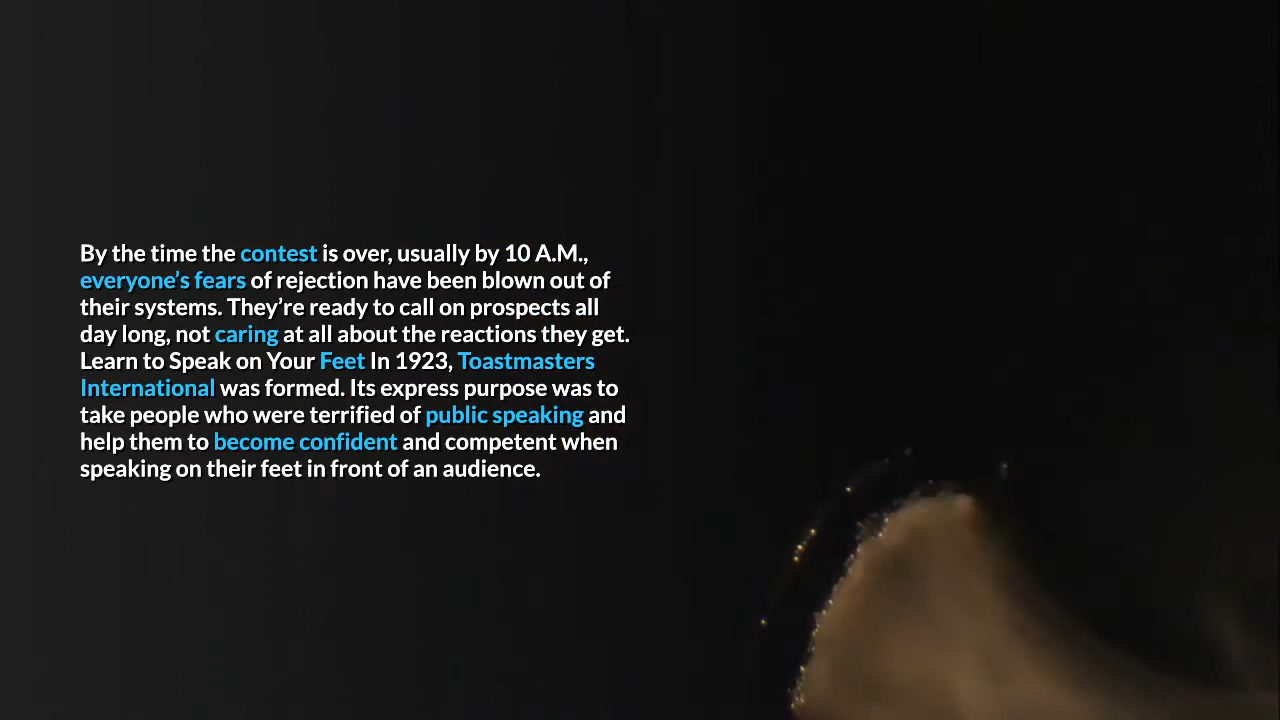 By the time the contest is over, usually by 10 A.M.,
everyone’s fears of rejection have been blown out of
their systems. They’re ready to call on prospects all
day long, not caring at all about the reactions they get.
Learn to Speak on Your Feet In 1923, Toastmasters
International was formed. Its express purpose was to
take people who were terrified of public speaking and
help them to become confident and competent when
speaking on their feet in front of an audience.